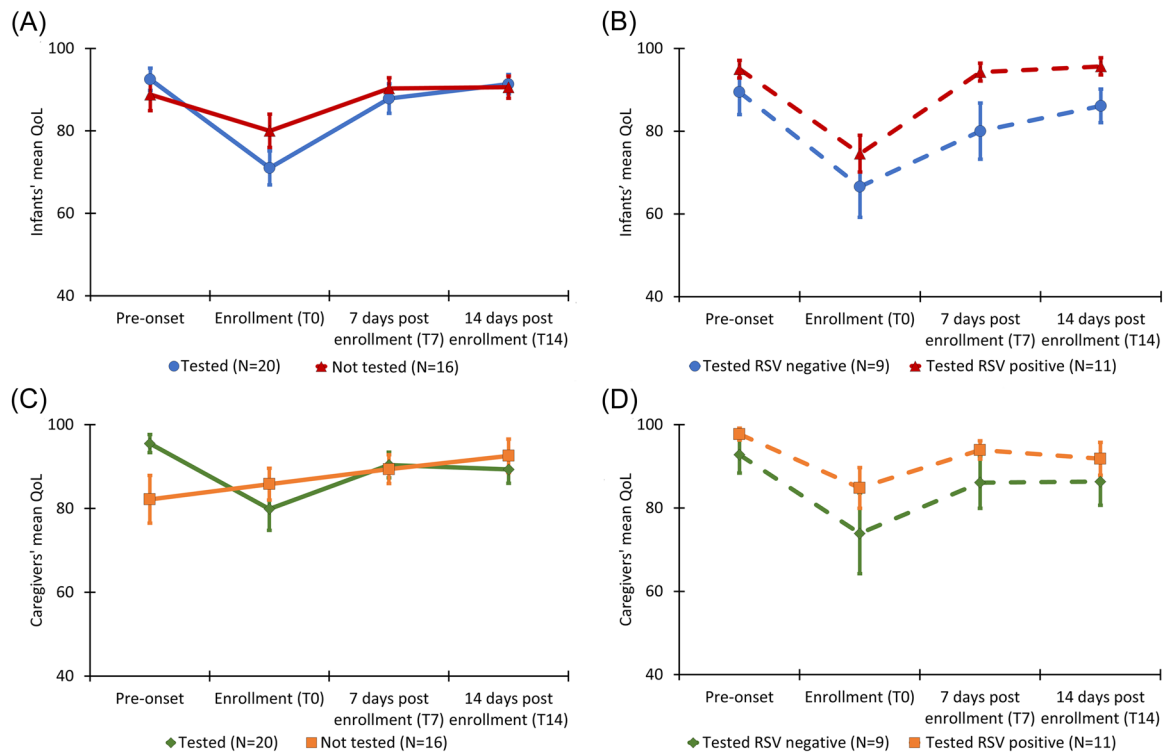 (A)
Infants' mean QoL
100
80
60
40
Pre-onset
Enrollment (T0)
7 days post
enrollment (T7)
14 days post
enrollment (T14)
Tested (N=20)
Not tested (N=16)
(B)
Infants' mean QoL
100
80
60
40
Pre-onset
Enrollment (T0)
7 days post
enrollment (T7)
14 days post
enrollment (T14)
Tested RSV negative (N=9)
Tested RSV positive (N=11)
(C)
Caregivers' mean QoL
100
80
60
40
Pre-onset
Enrollment (T0)
7 days post
enrollment (T7)
14 days post
enrollment (T14)
Tested (N=20)
Not tested (N=16)
(D)
Caregivers' mean QoL
100
80
60
40
Pre-onset
Enrollment (T0)
7 days post
enrollment (T7)
14 days post
enrollment (T14)
Tested RSV negative (N=9)
Tested RSV positive (N=11)